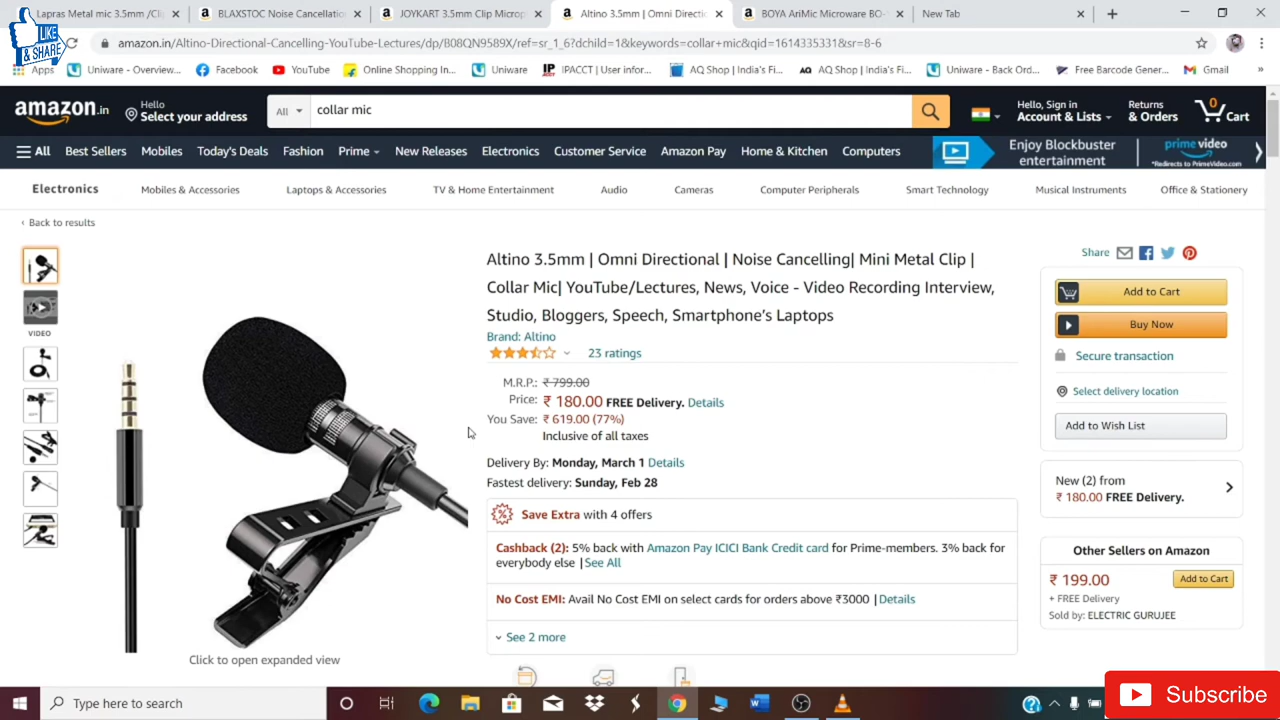 Lapras Metal mic 3.5mm /Cli
BLAXSTOC Noise Cancellatio
JOYKART 3.5mm Clip Microp
Altino 3.5mm | Omni Directio
BOYA AriMic Microware BO
New Tab
LIKE
& SHARE
amazon.in/Altino-Directional-Cancelling-YouTube-Lectures/dp/B08QN9589X/ref=sr_1_6?dchild=1&keywords=collar+mic&qid=1614335331&sr=8-6
Apps
Uniware - Overview...
Facebook
YouTube
Online Shopping In...
Uniware
IPACCT | User infor...
AQ Shop | India's Fi...
AQ Shop | India's Fi...
Uniware - Back Ord...
Free Barcode Gener...
Gmail
»
amazon.in
Hello
Select your address
All
collar mic
Hello, Sign in
Account & Lists
Returns
& Orders
0
Cart
All
Best Sellers
Mobiles
Today's Deals
Fashion
Prime
New Releases
Electronics
Customer Service
Amazon Pay
Home & Kitchen
Computers
Enjoy Blockbuster
entertainment
prime video
*Redirects to PrimeVideo.com
Electronics
Mobiles & Accessories
Laptops & Accessories
TV & Home Entertainment
Audio
Cameras
Computer Peripherals
Smart Technology
Musical Instruments
Office & Stationery
‹ Back to results
VIDEO
Click to open expanded view
Altino 3.5mm | Omni Directional | Noise Cancelling| Mini Metal Clip |
Collar Mic| YouTube/Lectures, News, Voice - Video Recording Interview,
Studio, Bloggers, Speech, Smartphone's Laptops
Brand: Altino
23 ratings
M.R.P.: ₹ 799.00
Price: ₹ 180.00 FREE Delivery. Details
You Save: ₹ 619.00 (77%)
Inclusive of all taxes
Delivery By: Monday, March 1 Details
Fastest delivery: Sunday, Feb 28
Save Extra with 4 offers
Cashback (2): 5% back with Amazon Pay ICICI Bank Credit card for Prime-members. 3% back for
everybody else |See All
No Cost EMI: Avail No Cost EMI on select cards for orders above ₹3000 |Details
See 2 more
Share
Add to Cart
Buy Now
Secure transaction
Select delivery location
Add to Wish List
New (2) from
₹ 180.00 FREE Delivery.
Other Sellers on Amazon
₹ 199.00
Add to Cart
+ FREE Delivery
Sold by: ELECTRIC GURUJEE
Type here to search
Subscribe